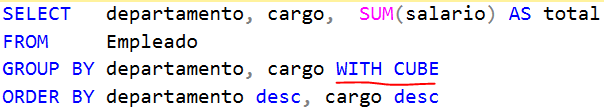 SELECT departamento, cargo, SUM(salario) AS total
FROM Empleado
GROUP BY departamento, cargo WITH CUBE
ORDER BY departamento desc, cargo desc